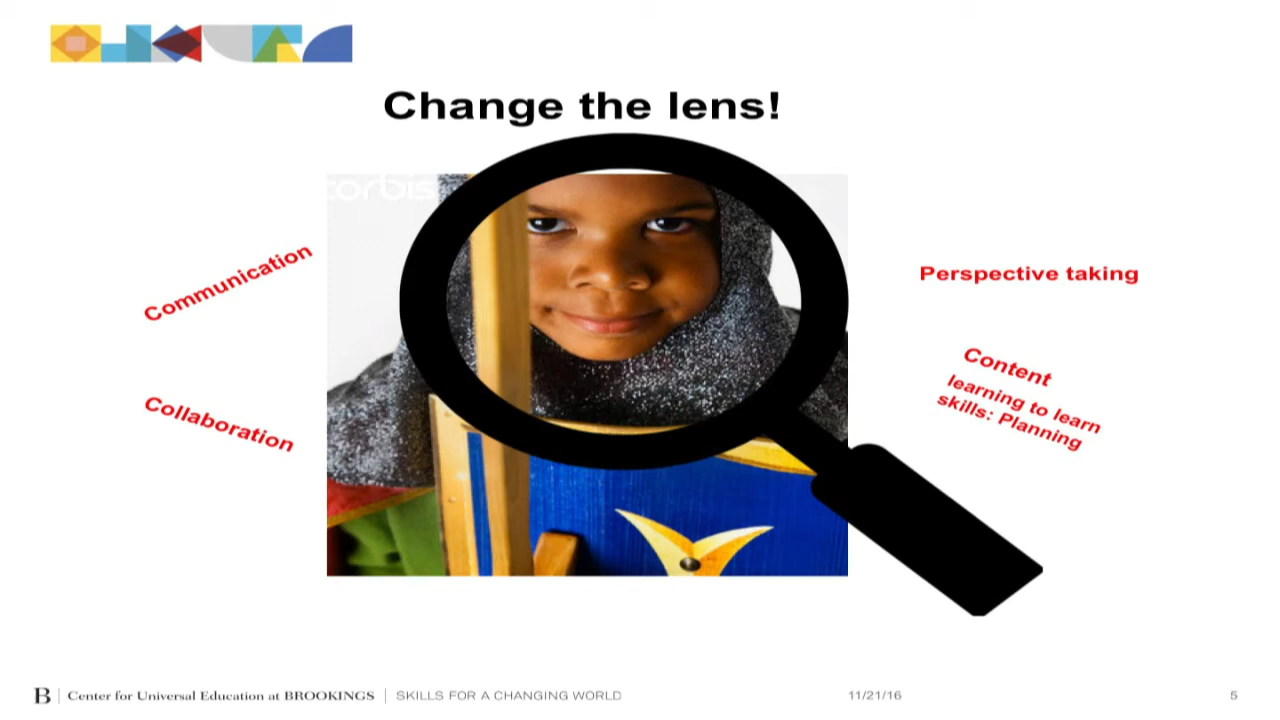 Change the lens!
corbis
Communication
Collaboration
Perspective taking
Content
learning to learn
skills: Planning
B | Center for Universal Education at BROOKINGS | SKILLS FOR A CHANGING WORLD
11/21/16
5